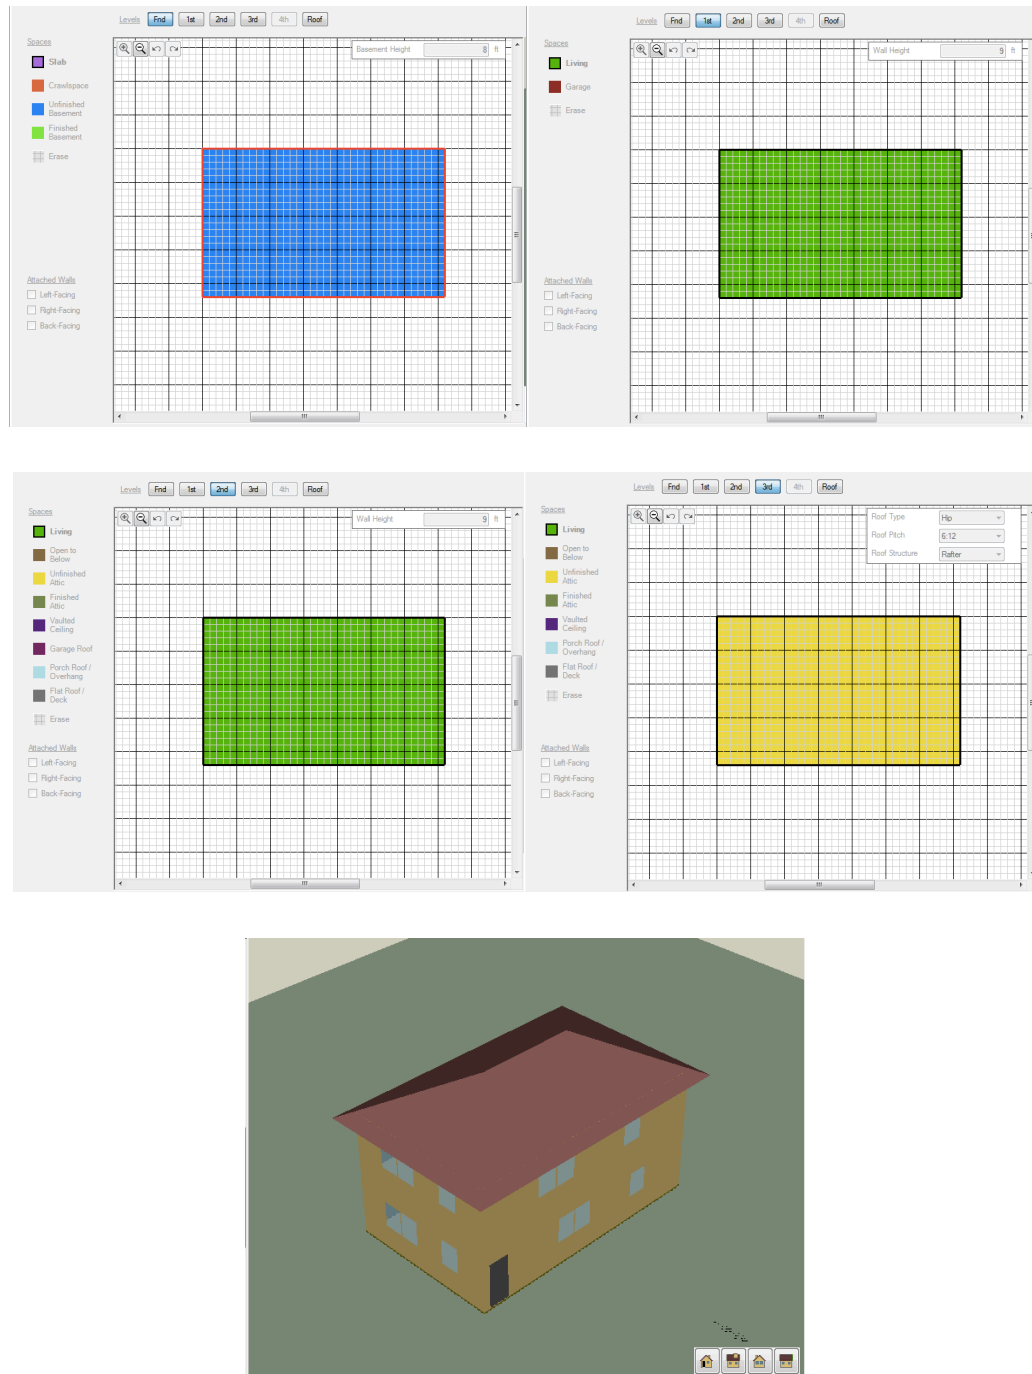 Levels Fnd 1st 2nd 3rd 4th Roof
Spaces
Slab
Crawlspace
Unfinished
Basement
Finished
Basement
Erase
Attached Walls
Left-Facing
Right-Facing
Back-Facing
Basement Height 8 ft
Levels Fnd 1st 2nd 3rd 4th Roof
Spaces
Living
Garage
Erase
Attached Walls
Left-Facing
Right-Facing
Back-Facing
Wall Height 9 ft
Levels Fnd 1st 2nd 3rd 4th Roof
Spaces
Living
Open to
Below
Unfinished
Attic
Finished
Attic
Vaulted
Ceiling
Garage Roof
Porch Roof /
Overhang
Flat Roof /
Deck
Erase
Attached Walls
Left-Facing
Right-Facing
Back-Facing
Wall Height 9 ft
Levels Fnd 1st 2nd 3rd 4th Roof
Spaces
Living
Open to
Below
Unfinished
Attic
Finished
Attic
Vaulted
Ceiling
Porch Roof /
Overhang
Flat Roof /
Deck
Erase
Attached Walls
Left-Facing
Right-Facing
Back-Facing
Roof Type Hip
Roof Pitch 6:12
Roof Structure Rafter